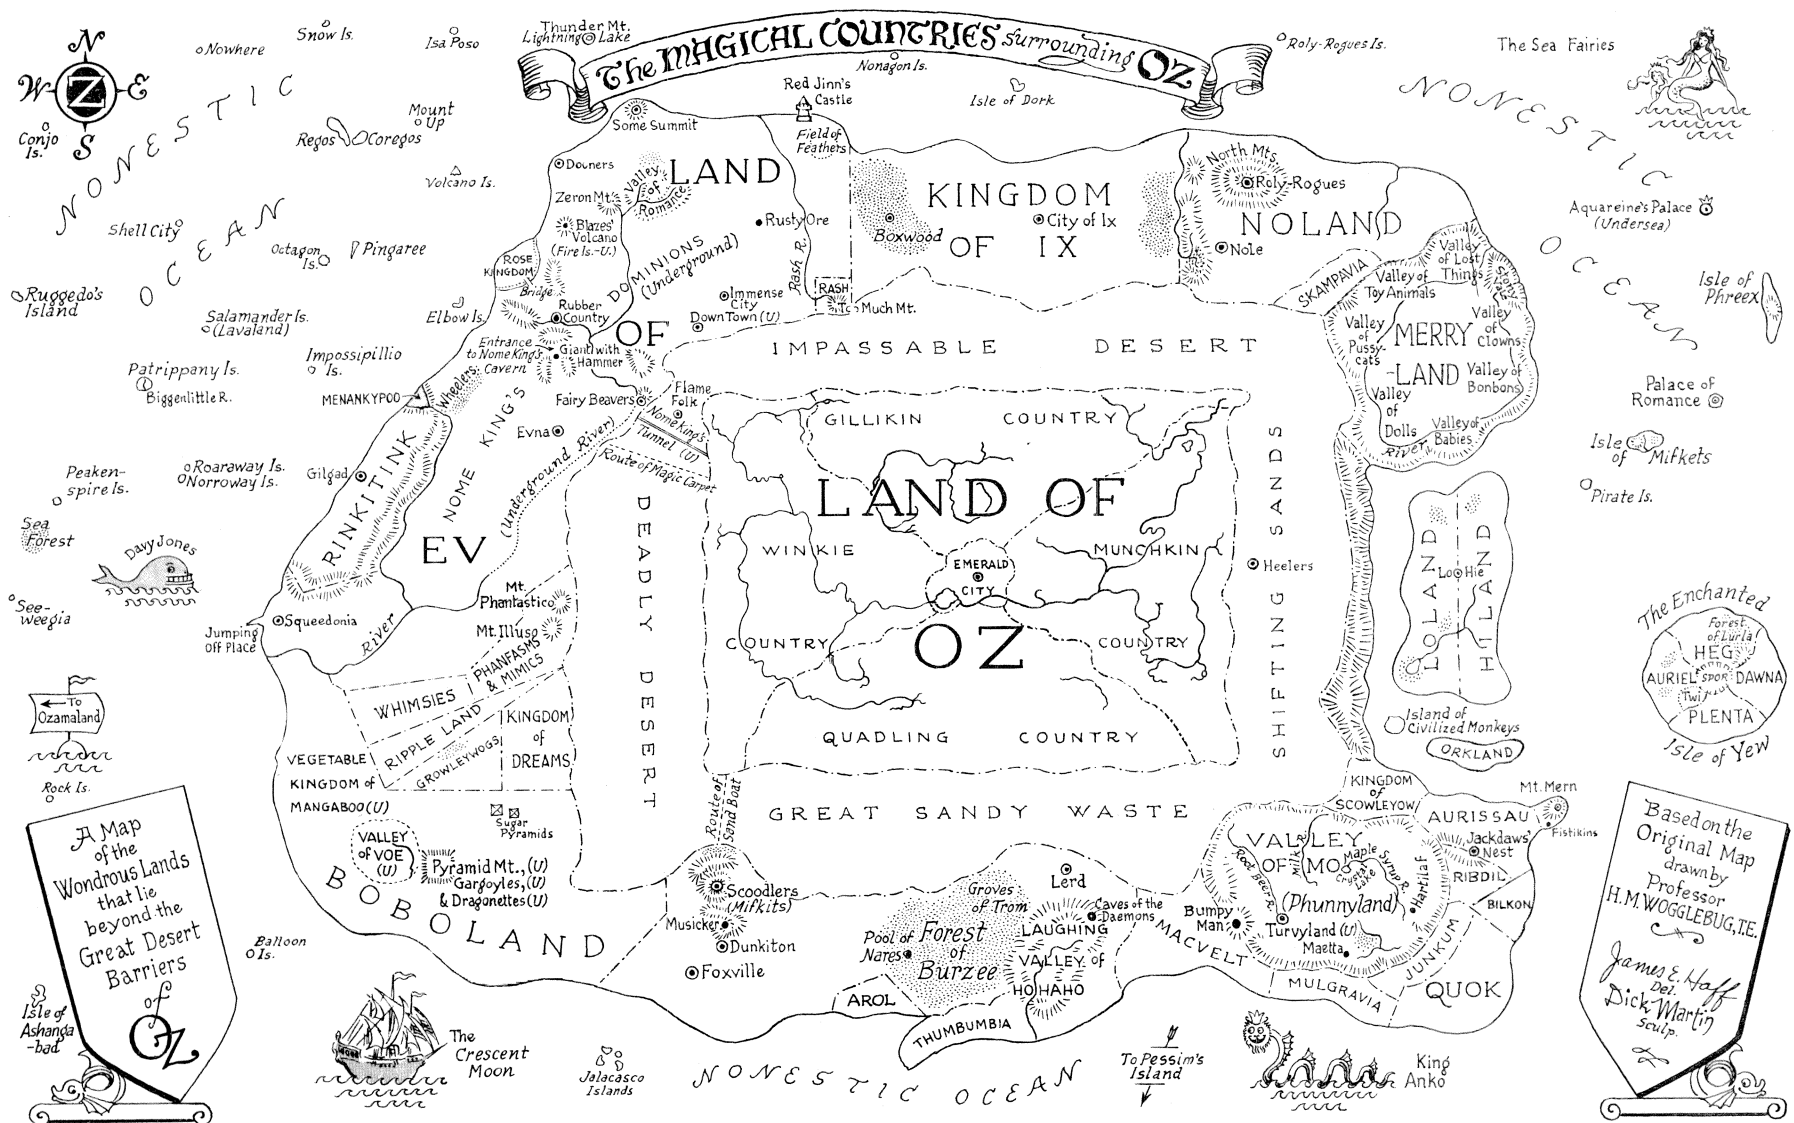 The MAGICAL COUNTRIES surrounding OZ
N
W Z E
S
NONESTIC
OCEAN
Nowhere
Snow Is.
Isa Poso
Thunder Mt.
Lightning Lake
Conjo
Is.
Regos
Coregos
Mount
Up
Volcano Is.
Shell City
Octagon
Is.
Pingaree
Ruggedo's
Island
Salamander Is.
(Lavaland)
Elbow Is.
Patrippany Is.
Biggenlittle R.
Impossipillio
Is.
MENANKYPOO
Peaken-
spire Is.
Roaraway Is.
Norroway Is.
Gilgad
Sea
Forest
Davy Jones
See-
weegia
Jumping
Off Place
To
Ozamaland
Rock Is.
Balloon
Is.
Isle of
Ashanga
-bad
A Map
of the
Wondrous Lands
that lie
beyond the
Great Desert
Barriers
of
OZ
Nonagon Is.
Isle of Dork
Red Jinn's
Castle
Field of
Feathers
Some Summit
LAND
OF
EV
Downers
Valley
of
Romance
Zeron Mt.
Blazes'
Volcano
(Fire Is.-U.)
Rusty Ore
ROSE
KINGDOM
Bridge
NOME KING'S
DOMINIONS
(Underground)
Rubber
Country
Immense
City
Down Town (U)
Rash R.
RASH
Much Mt.
Entrance
to Nome King's
Cavern
Giant with
Hammer
Wheelers
Fairy Beavers
Flame
Folk
Nome King's
Tunnel (U)
Route of Magic Carpet
Evna
(Underground River)
RINKITINK
Squeedonia
River
KINGDOM
OF IX
Boxwood
City of Ix
North Mts.
Roly-Rogues
NOLAND
Nole
SKAMPAVIA
Valley of
Toy Animals
Valley
of Lost
Things
Story
Vale
Valley
of
Clowns
Valley
of
Pussy-
cats
MERRY
LAND
Valley of
Bonbons
Valley
of
Dolls
Valley of
Babies
River
Roly-Rogues Is.
The Sea Fairies
NONESTIC
OCEAN
Aquareine's Palace
(Undersea)
Isle of
Phreex
Palace of
Romance
Isle
of Mifkets
Pirate Is.
IMPASSABLE DESERT
DEADLY DESERT
SHIFTING SANDS
GREAT SANDY WASTE
Heelers
GILLIKIN COUNTRY
LAND OF
OZ
WINKIE
COUNTRY
EMERALD
CITY
MUNCHKIN
COUNTRY
QUADLING COUNTRY
LOLAND
HILAND
Lo Hie
Island of
Civilized Monkeys
ORKLAND
The Enchanted
Isle of Yew
Forest
of Lurla
HEG
AURIEL
SPOR
DAWNA
Twi
PLENTA
Mt.
Phantastico
Mt. Illuso
PHANFASMS
& MIMICS
WHIMSIES
RIPPLE LAND
GROWLEYWOGS
KINGDOM
of
DREAMS
VEGETABLE
KINGDOM of
MANGABOO (U)
Sugar
Pyramids
VALLEY
of VOE
(U)
Pyramid Mt., (U)
Gargoyles, (U)
& Dragonettes (U)
BOBOLAND
Route of
Sand Boat
Scoodlers
(Mifkits)
Musicker
Dunkiton
Foxville
Groves
of Trom
Pool of
Nares
Forest
of
Burzee
Lerd
Caves of the
Daemons
LAUGHING
VALLEY of
HOHAHO
AROL
THUMBUMBIA
KINGDOM
of
SCOWLEYOW
VALLEY
OF MO
(Phunnyland)
Milk R.
Maple Syrup R.
Crystal
Lake
Root Beer R.
Hartilaf
Bumpy
Man
Turvyland (U)
Maetta
MACVELT
MULGRAVIA
JUNKUM
QUOK
AURISSAU
Mt. Mern
Fistikins
Jackdaws'
Nest
RIBDIL
BILKON
The
Crescent
Moon
Jalacasco
Islands
NONESTIC OCEAN
To Pessim's
Island
King
Anko
Based on the
Original Map
drawn by
Professor
H.M. WOGGLEBUG, T.E.
James E. Haff
Del.
Dick Martin
Sculp.